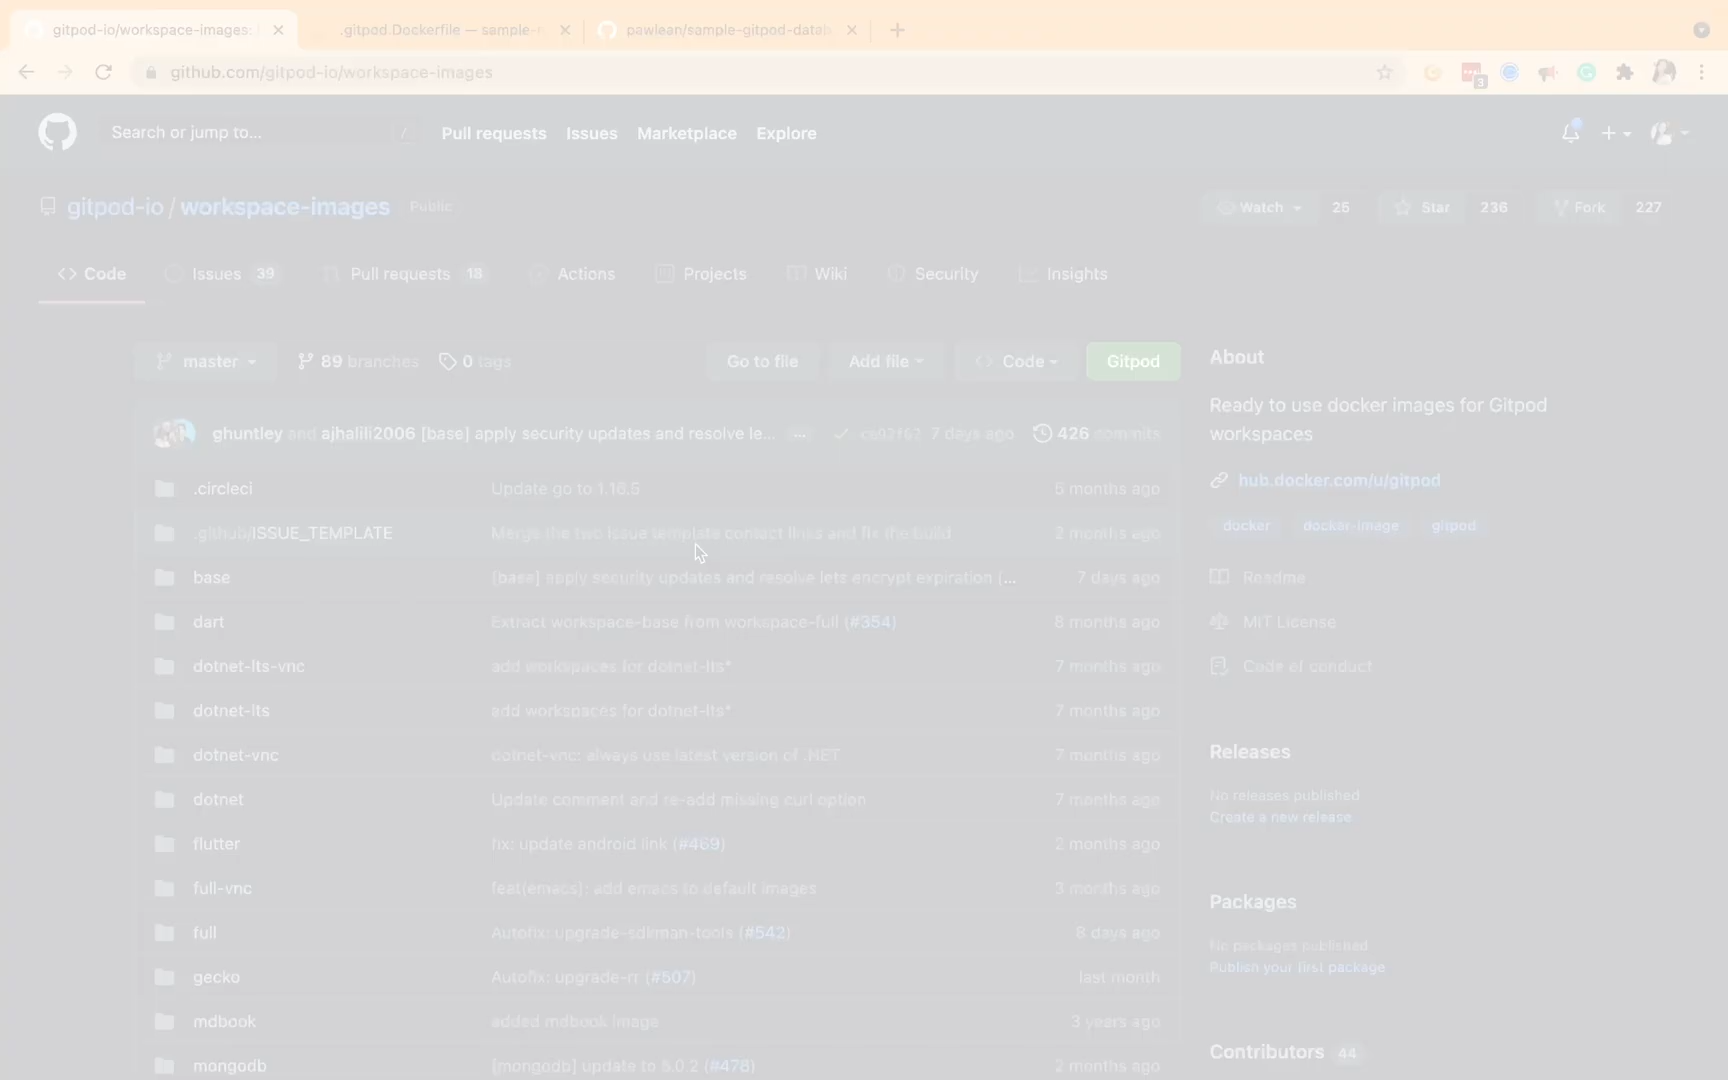 gitpod-io/workspace-images:
.gitpod.Dockerfile — sample-
pawlean/sample-gitpod-datab
github.com/gitpod-io/workspace-images
3
Search or jump to...
/
Pull requests
Issues
Marketplace
Explore
gitpod-io / workspace-images
Public
Watch
25
Star
236
Fork
227
<> Code
Issues 39
Pull requests 18
Actions
Projects
Wiki
Security
Insights
master
89 branches
0 tags
Go to file
Add file
Code
Gitpod
ghuntley and ajhalili2006 [base] apply security updates and resolve le... ... 7 days ago 426 commits
.circleci Update go to 1.16.5 5 months ago
.github/ISSUE_TEMPLATE Merge the two issue template contact links and fix the build 2 months ago
base [base] apply security updates and resolve lets encrypt expiration (... 7 days ago
dart Extract workspace-base from workspace-full (#354) 8 months ago
dotnet-lts-vnc add workspaces for dotnet-lts* 7 months ago
dotnet-lts add workspaces for dotnet-lts* 7 months ago
dotnet-vnc dotnet-vnc: always use latest version of .NET 7 months ago
dotnet Update comment and re-add missing curl option 7 months ago
flutter fix: update android link (#469) 2 months ago
full-vnc feat(emacs): add emacs to default images 3 months ago
full Autofix: upgrade-sdkman-tools (#542) 8 days ago
gecko Autofix: upgrade-rr (#507) last month
mdbook added mdbook image 3 years ago
mongodb [mongodb] update to 5.0.2 (#478) 2 months ago
About
Ready to use docker images for Gitpod
workspaces
hub.docker.com/u/gitpod
docker
docker-image
gitpod
Readme
MIT License
Code of conduct
Releases
No releases published
Create a new release
Packages
No packages published
Publish your first package
Contributors 44